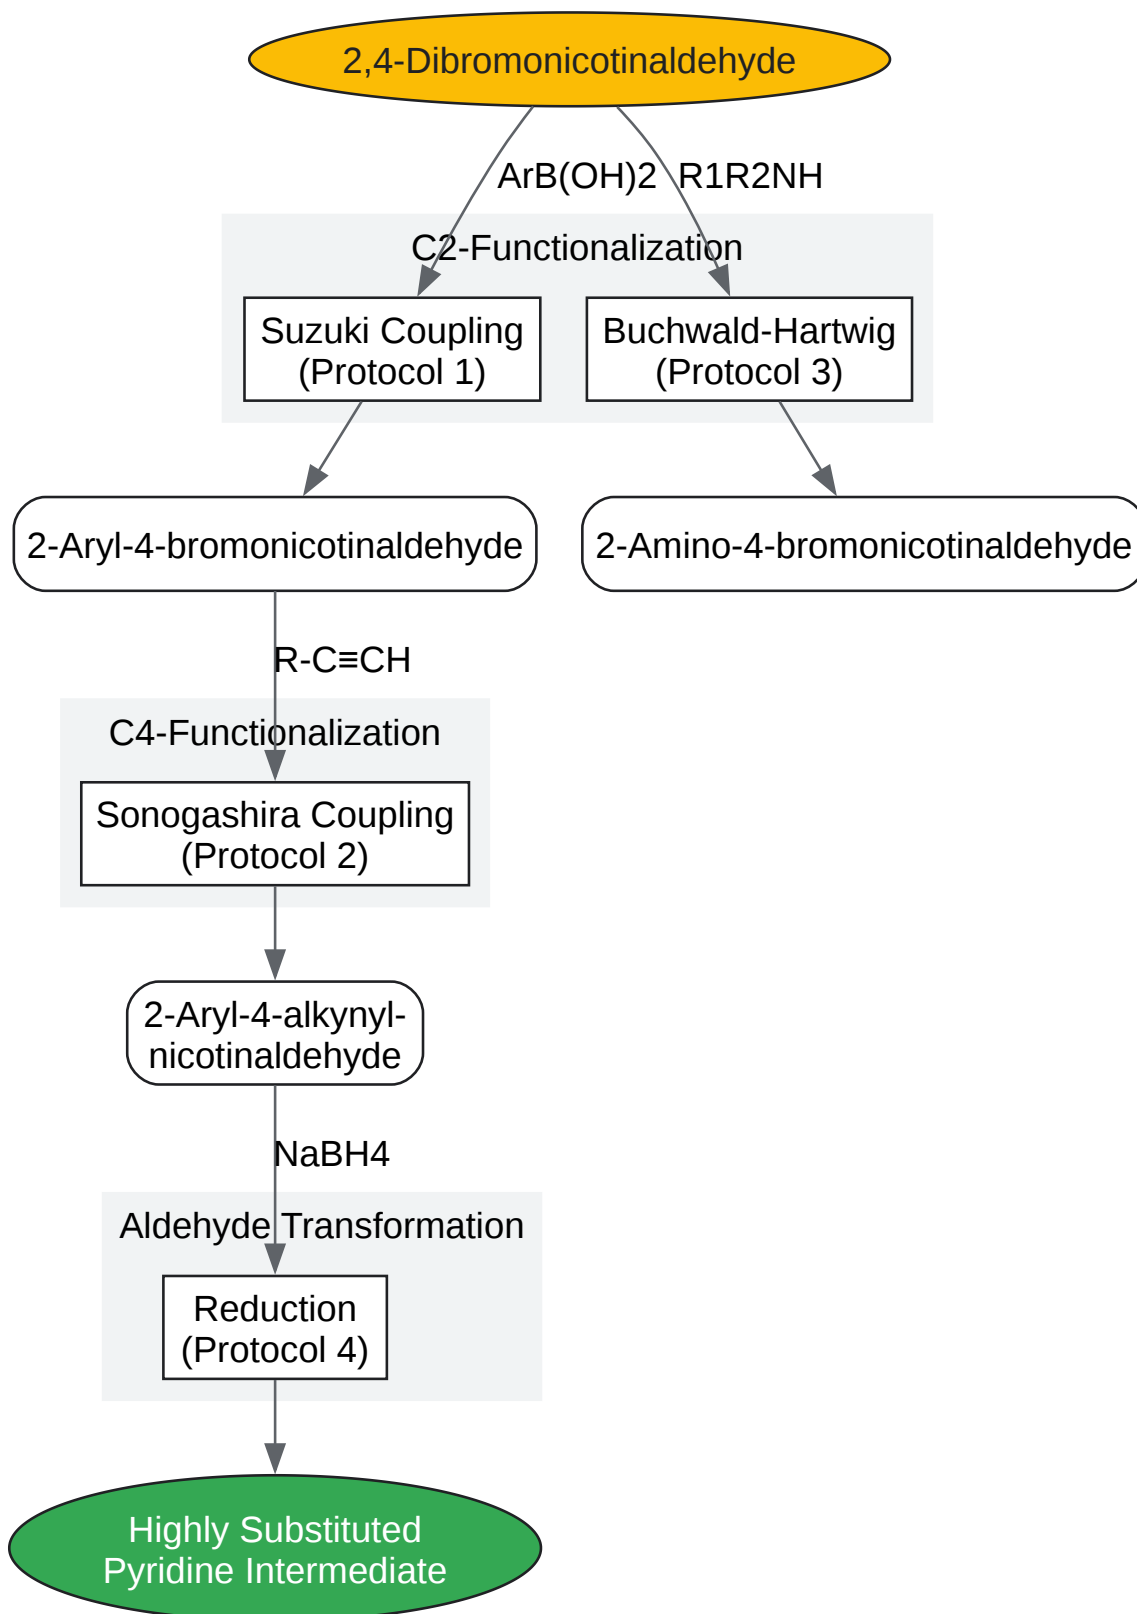 2,4-Dibromonicotinaldehyde
ArB(OH)2
R1R2NH
C2-Functionalization
Suzuki Coupling
(Protocol 1)
Buchwald-Hartwig
(Protocol 3)
2-Aryl-4-bromonicotinaldehyde
2-Amino-4-bromonicotinaldehyde
R-C≡CH
C4-Functionalization
Sonogashira Coupling
(Protocol 2)
2-Aryl-4-alkynyl-
nicotinaldehyde
NaBH4
Aldehyde Transformation
Reduction
(Protocol 4)
Highly Substituted
Pyridine Intermediate